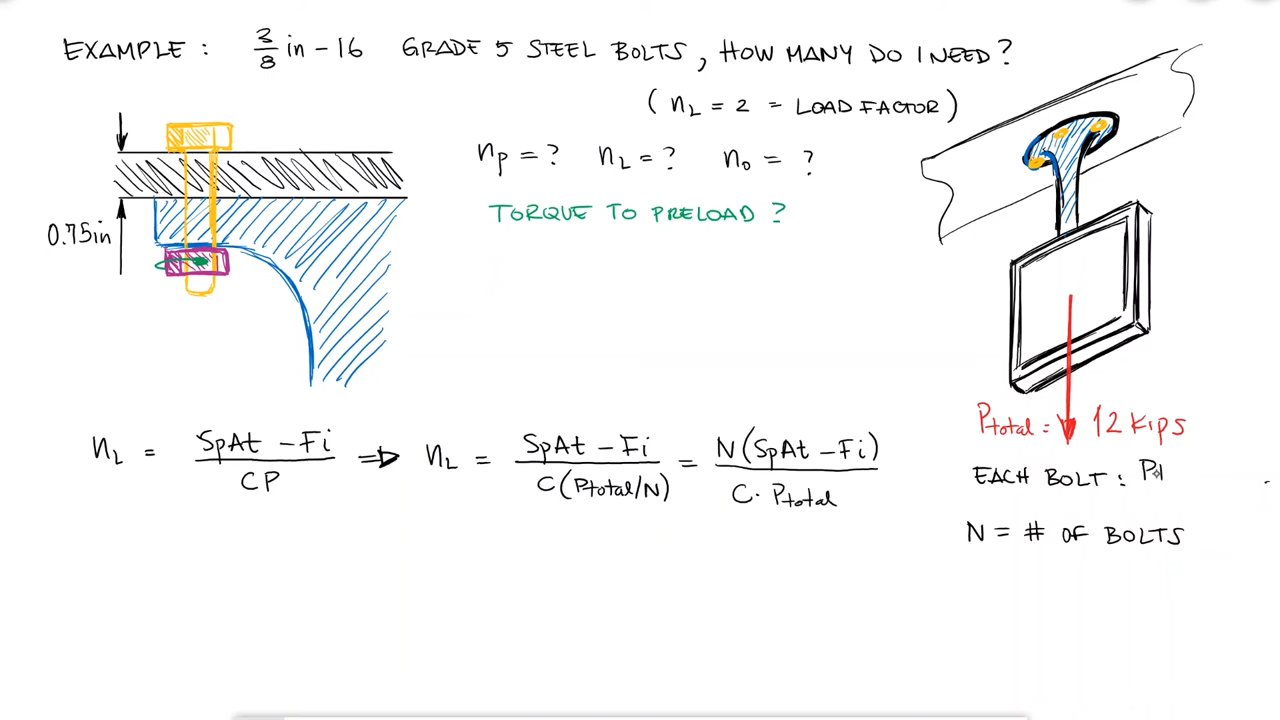 EXAMPLE : 3/8 in - 16 GRADE 5 STEEL BOLTS, HOW MANY DO I NEED?
(nL = 2 = LOAD FACTOR)
np = ? nL = ? no = ?
TORQUE TO PRELOAD ?
0.75in
Ptotal = 12 Kips
nL = SpAt - Fi / CP => nL = SpAt - Fi / C(Ptotal/N) = N(SpAt - Fi) / C · Ptotal
EACH BOLT :
N = # OF BOLTS